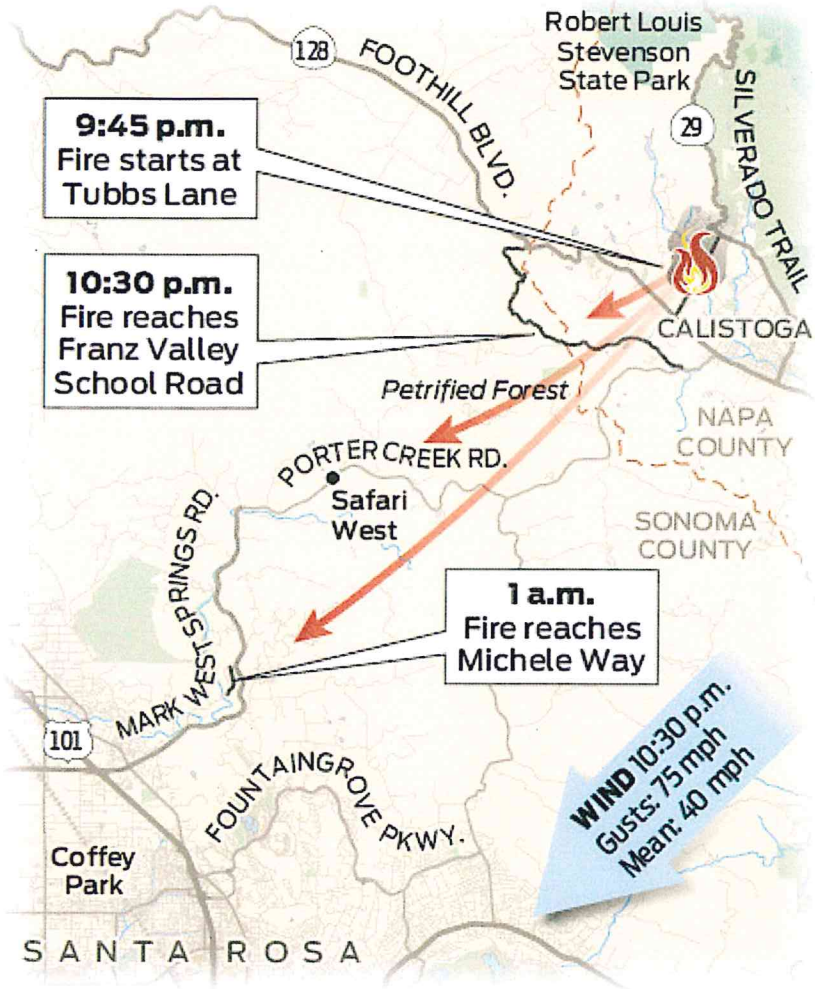 Robert Louis
Stevenson
State Park
128
FOOTHILL BLVD.
29
SILVERADO TRAIL
9:45 p.m.
Fire starts at
Tubbs Lane
10:30 p.m.
Fire reaches
Franz Valley
School Road
CALISTOGA
Petrified Forest
NAPA
COUNTY
PORTER CREEK RD.
Safari
West
SONOMA
COUNTY
MARK WEST SPRINGS RD.
1 a.m.
Fire reaches
Michele Way
101
WIND 10:30 p.m.
Gusts: 75 mph
Mean: 40 mph
FOUNTAINGROVE PKWY.
Coffey
Park
SANTA ROSA